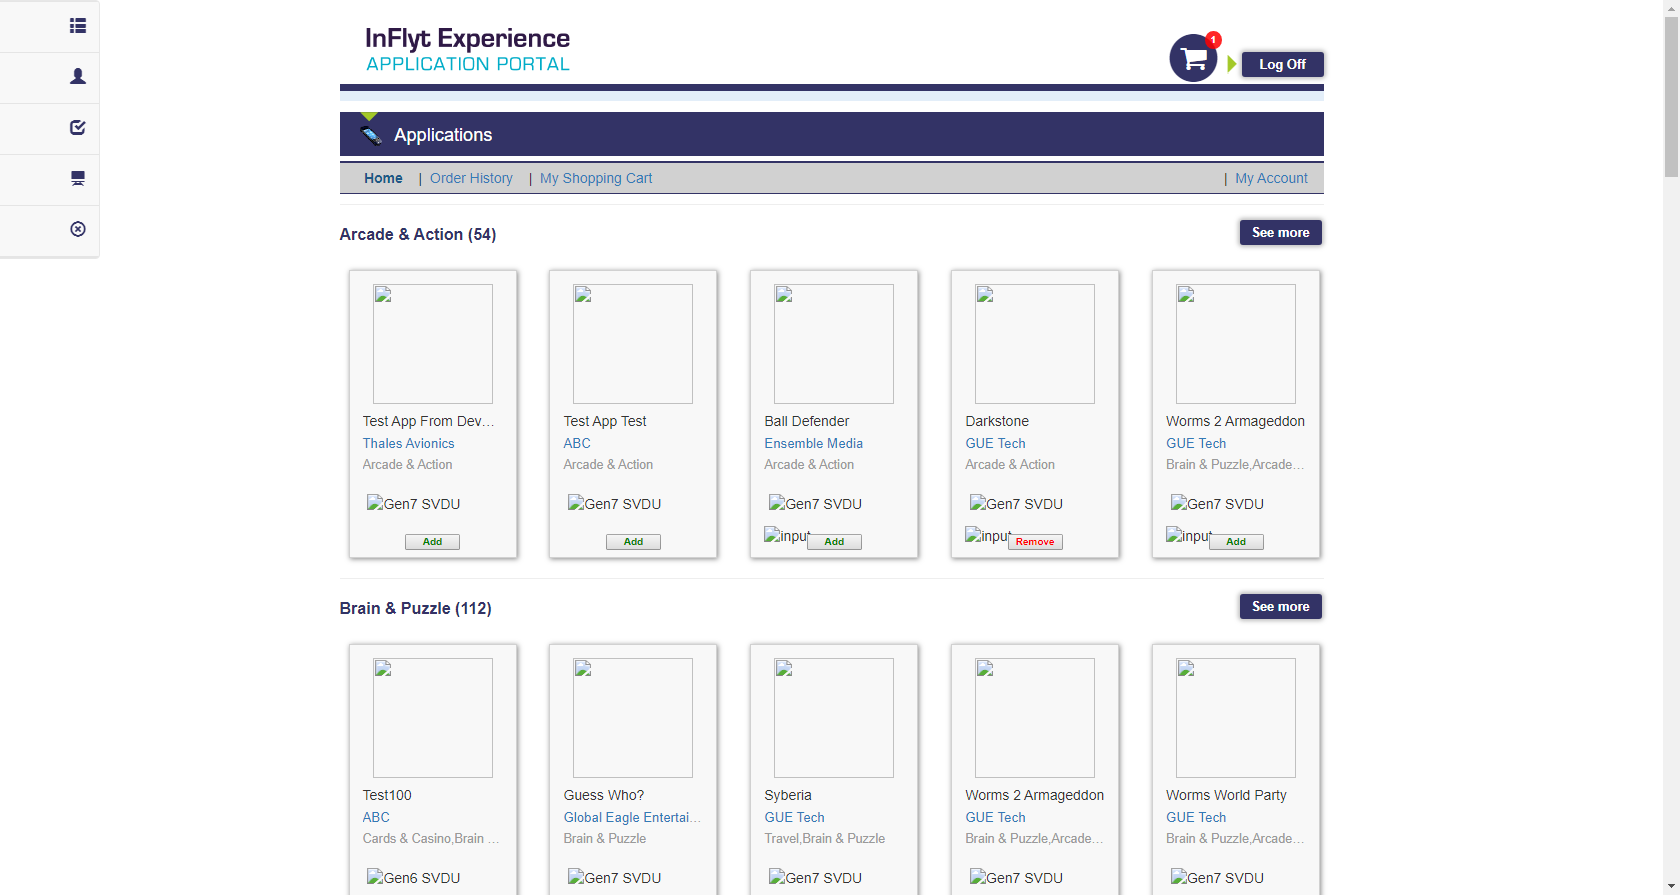 InFlyt Experience
APPLICATION PORTAL
1
Log Off
Applications
Home | Order History | My Shopping Cart | My Account
Arcade & Action (54)
See more
Test App From Dev...
Thales Avionics
Arcade & Action
Gen7 SVDU
Add
Test App Test
ABC
Arcade & Action
Gen7 SVDU
Add
Ball Defender
Ensemble Media
Arcade & Action
Gen7 SVDU
input
Add
Darkstone
GUE Tech
Arcade & Action
Gen7 SVDU
input
Remove
Worms 2 Armageddon
GUE Tech
Brain & Puzzle,Arcade...
Gen7 SVDU
input
Add
Brain & Puzzle (112)
See more
Test100
ABC
Cards & Casino,Brain ...
Gen6 SVDU
Guess Who?
Global Eagle Entertai...
Brain & Puzzle
Gen7 SVDU
Syberia
GUE Tech
Travel,Brain & Puzzle
Gen7 SVDU
Worms 2 Armageddon
GUE Tech
Brain & Puzzle,Arcade...
Gen7 SVDU
Worms World Party
GUE Tech
Brain & Puzzle,Arcade...
Gen7 SVDU